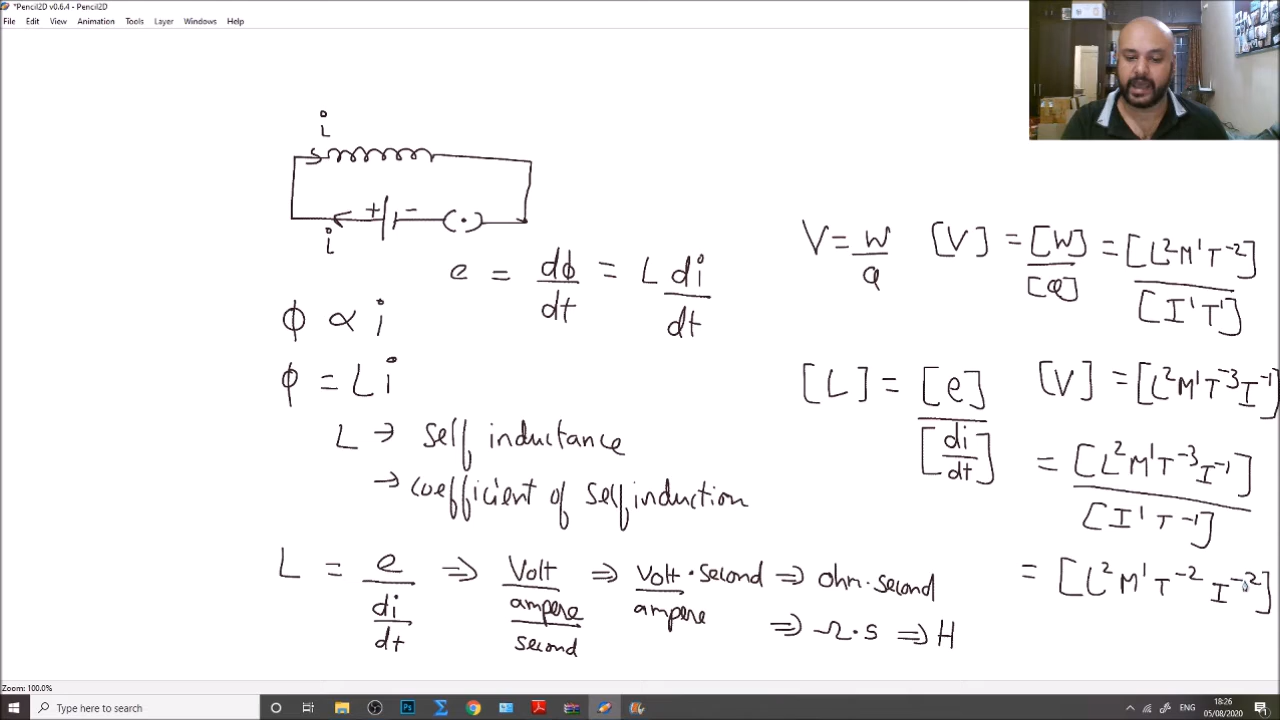 *Pencil2D v0.6.4 - Pencil2D
File Edit View Animation Tools Layer Windows Help
i
+ -
i
e = dϕ/dt = L di/dt
ϕ ∝ i
ϕ = Li
L → self inductance
→ coefficient of self induction
L = e / (di/dt) ⇒ Volt / (ampere/second) ⇒ Volt·second / ampere ⇒ ohm·second
⇒ Ω·s ⇒ H
V = W/Q [V] = [W]/[Q] = [L²M¹T⁻²]/[I¹T¹]
[L] = [e]/[di/dt] [V] = [L²M¹T⁻³I⁻¹]
= [L²M¹T⁻³I⁻¹]/[I¹T⁻¹]
= [L²M¹T⁻²I⁻²]
Zoom: 100.0%
Type here to search
ENG
18:26
05/08/2020